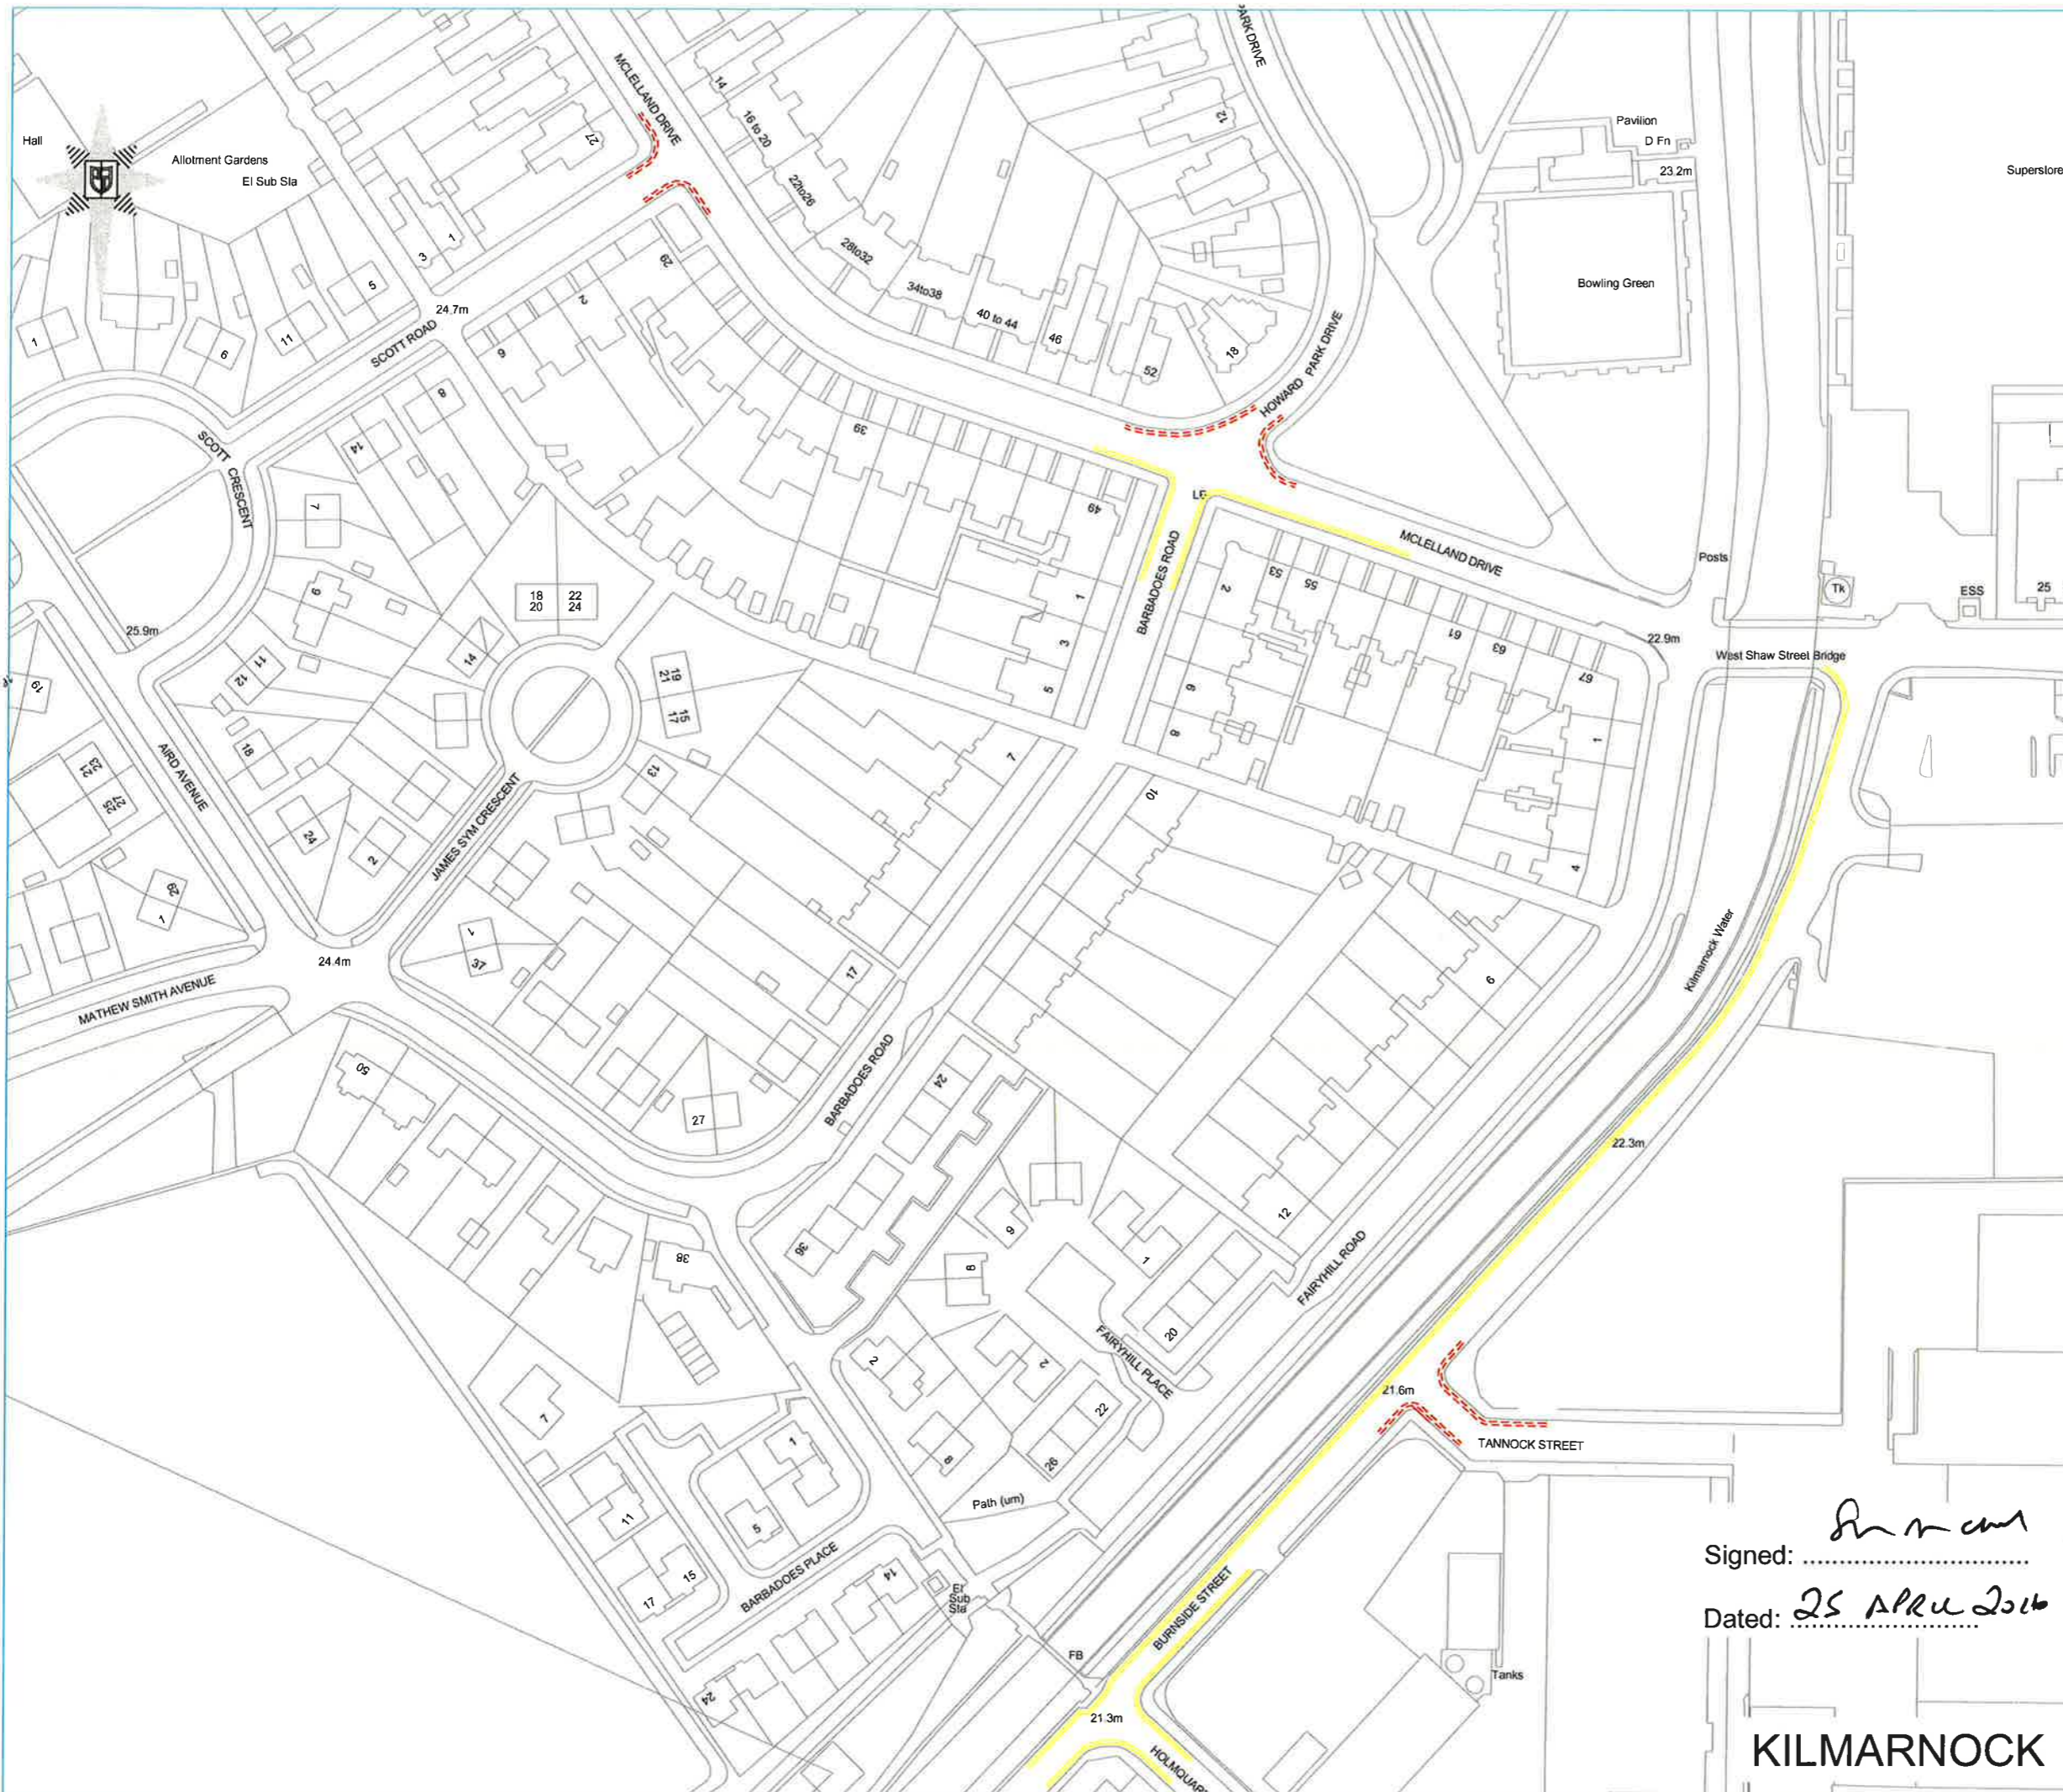 MCLELLAND DRIVE
PARK DRIVE
14
16 to 20
22to26
28to32
34to38
40 to 44
46
52
18
12
27
Hall
Allotment Gardens
El Sub Sta
Pavilion
D Fn
23.2m
Superstore
Bowling Green
1
3
5
11
6
1
24.7m
SCOTT ROAD
9
2
29
8
14
SCOTT CRESCENT
HOWARD PARK DRIVE
39
49
LB
BARBADOES ROAD
MCLELLAND DRIVE
53
55
61
63
67
Posts
Tk
ESS
25
22.9m
West Shaw Street Bridge
7
9
18
20
22
24
14
11
12
25.9m
19
19
21
15
17
13
1
3
5
2
6
8
1
4
7
10
AIRD AVENUE
18
24
2
JAMES SYM CRESCENT
21
23
25
27
29
1
1
37
24.4m
MATHEW SMITH AVENUE
17
27
50
BARBADOES ROAD
24
36
38
6
12
Kilmarnock Water
22.3m
9
8
1
20
FAIRYHILL ROAD
FAIRYHILL PLACE
2
2
22
26
8
Path (um)
7
1
5
11
15
17
14
24
BARBADOES PLACE
El
Sub
Sta
FB
BURNSIDE STREET
21.6m
TANNOCK STREET
21.3m
Tanks
Signed:
Dated: 25 APRIL 2016
KILMARNOCK